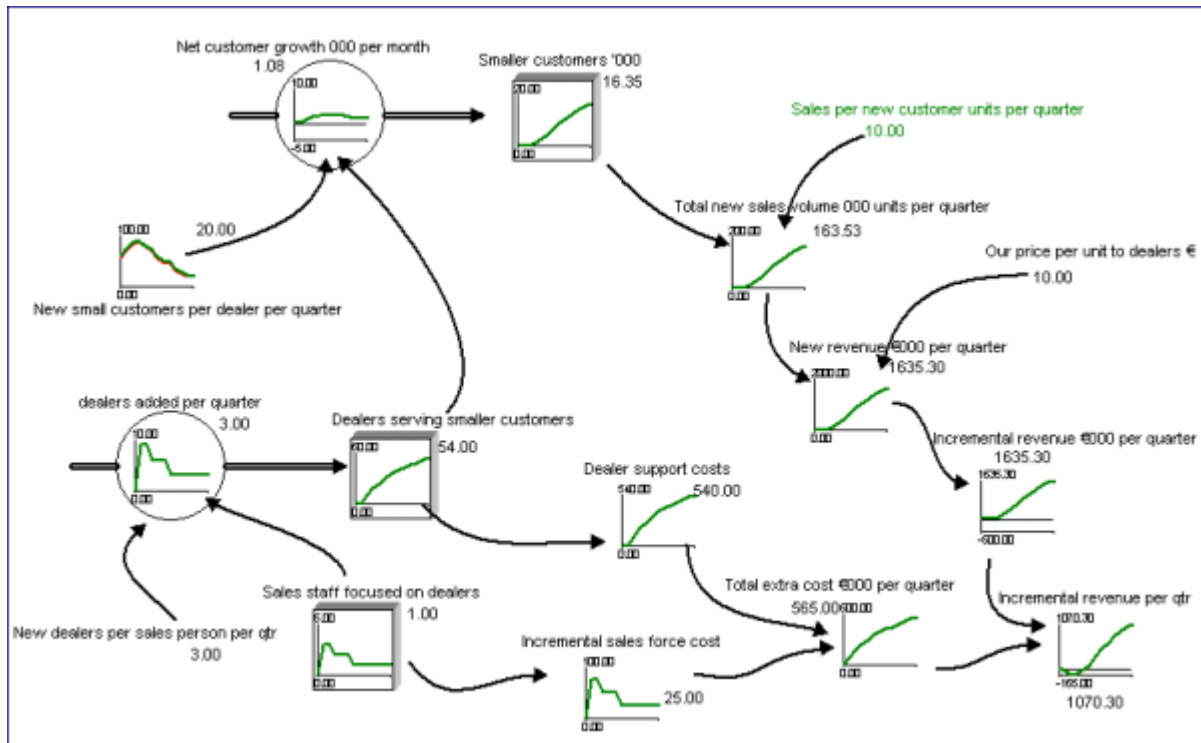 Net customer growth 000 per month
1.08
10.00
-5.00
Smaller customers '000
16.35
20.00
0.00
Sales per new customer units per quarter
10.00
Total new sales volume 000 units per quarter
200.00
163.53
0.00
100.00
20.00
0.00
New small customers per dealer per quarter
Our price per unit to dealers €
10.00
New revenue €000 per quarter
2000.00
1635.30
0.00
dealers added per quarter
3.00
10.00
0.00
Dealers serving smaller customers
60.00
54.00
0.00
Dealer support costs
540.00
540.00
0.00
Incremental revenue €000 per quarter
1635.30
1635.30
-500.00
Sales staff focused on dealers
1.00
6.00
0.00
New dealers per sales person per qtr
3.00
Incremental sales force cost
100.00
25.00
0.00
Total extra cost €000 per quarter
565.00
600.00
0.00
Incremental revenue per qtr
1070.30
-165.00
1070.30